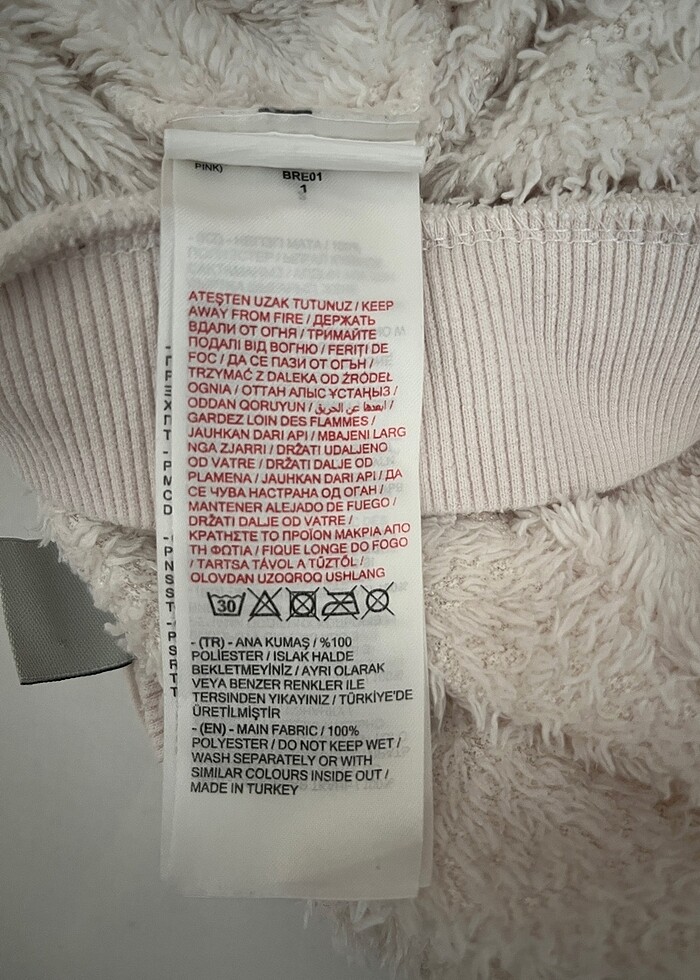 PINK)
BRE01
1
ATEŞTEN UZAK TUTUNUZ / KEEP
AWAY FROM FIRE / ДЕРЖАТЬ
ВДАЛИ ОТ ОГНЯ / ТРИМАЙТЕ
ПОДАЛІ ВІД ВОГНЮ / FERIȚI DE
FOC / ДА СЕ ПАЗИ ОТ ОГЪН /
TRZYMAĆ Z DALEKA OD ŹRÓDEŁ
OGNIA / ОТТАН АЛЫС ҰСТАҢЫЗ /
ODDAN QORUYUN / ابعدها عن الحريق /
GARDEZ LOIN DES FLAMMES /
JAUHKAN DARI API / MBAJENI LARG
NGA ZJARRI / DRŽATI UDALJENO
OD VATRE / DRŽATI DALJE OD
PLAMENA / JAUHKAN DARI API / ДА
СЕ ЧУВА НАСТРАНА ОД ОГАН /
MANTENER ALEJADO DE FUEGO /
DRŽATI DALJE OD VATRE /
ΚΡΑΤΗΣΤΕ ΤΟ ΠΡΟΪΟΝ ΜΑΚΡΙΑ ΑΠΟ
ΤΗ ΦΩΤΙΑ / FIQUE LONGE DO FOGO
/ TARTSA TÁVOL A TŰZTŐL /
OLOVDAN UZOQROQ USHLANG
30
- (TR) - ANA KUMAŞ / %100
POLİESTER / ISLAK HALDE
BEKLETMEYİNİZ / AYRI OLARAK
VEYA BENZER RENKLER ILE
TERSINDEN YIKAYINIZ / TÜRKİYE'DE
ÜRETİLMİŞTİR
- (EN) - MAIN FABRIC / 100%
POLYESTER / DO NOT KEEP WET /
WASH SEPARATELY OR WITH
SIMILAR COLOURS INSIDE OUT /
MADE IN TURKEY